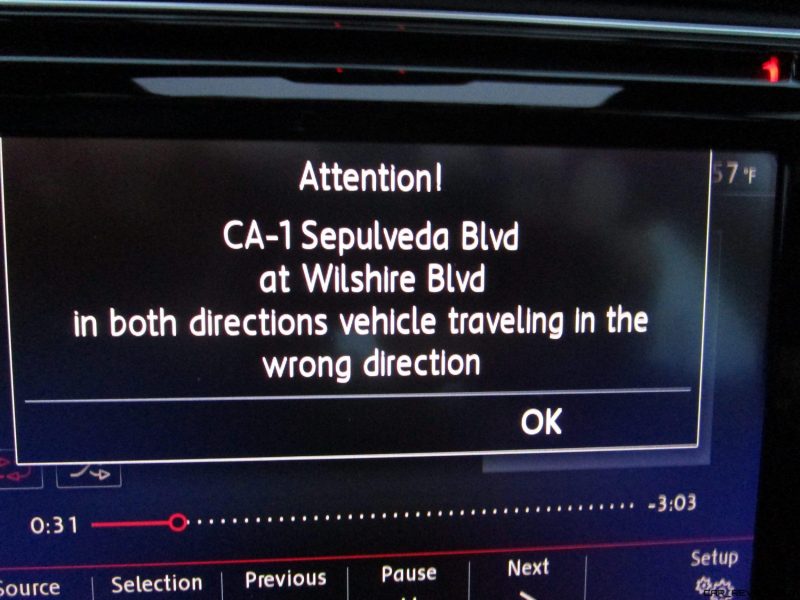 Attention!
57°F
CA-1 Sepulveda Blvd
at Wilshire Blvd
in both directions vehicle traveling in the
wrong direction
OK
0:31
-3:03
Source
Selection
Previous
Pause
Next
Setup